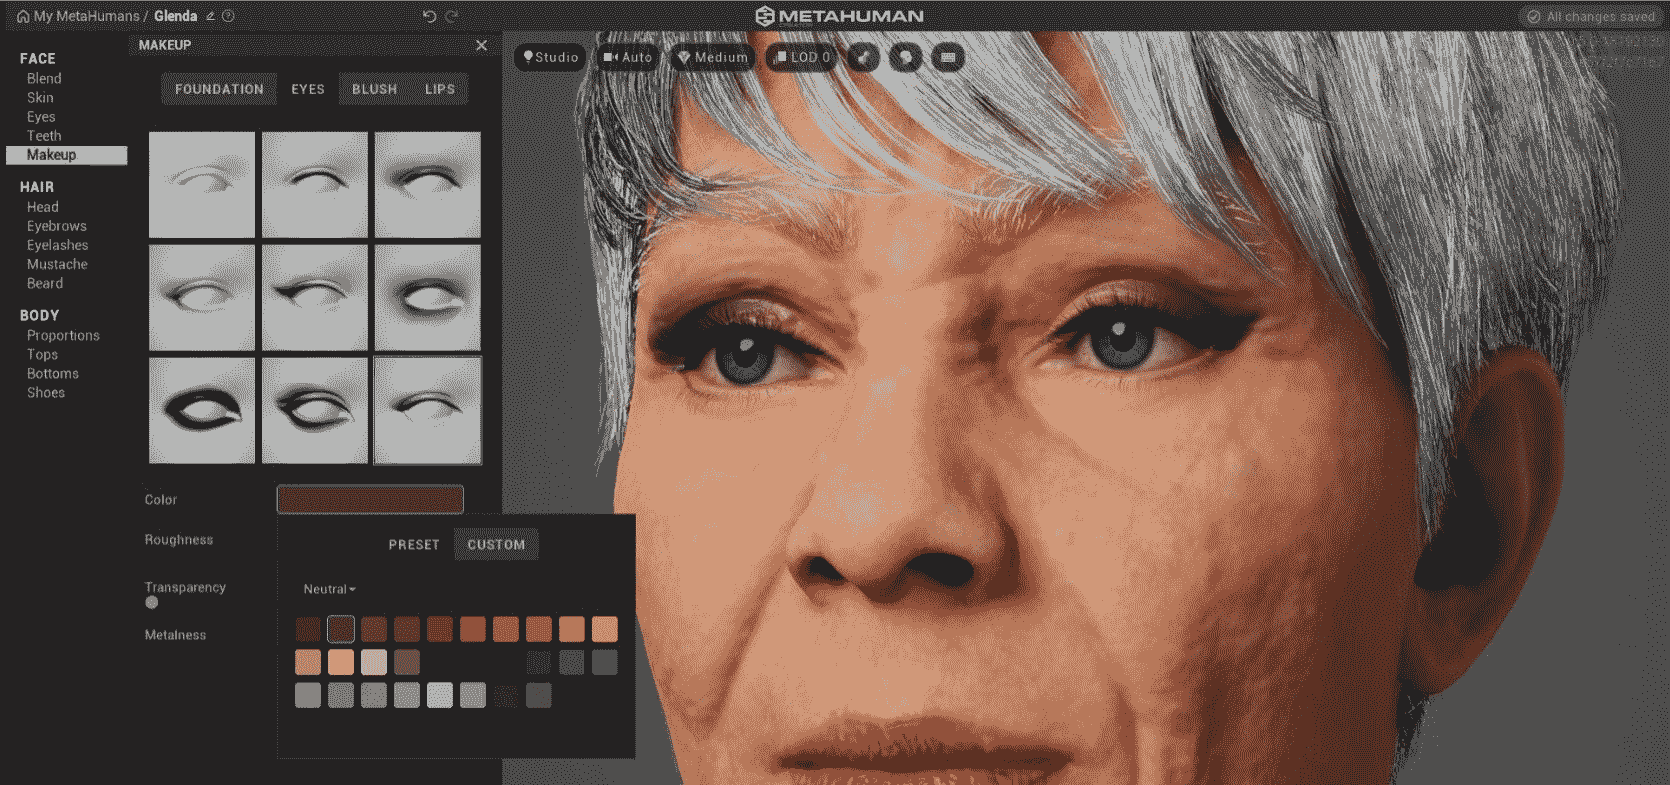 My MetaHumans / Glenda
METAHUMAN
All changes saved
MAKEUP
FACE
Blend
Skin
Eyes
Teeth
Makeup
HAIR
Head
Eyebrows
Eyelashes
Mustache
Beard
BODY
Proportions
Tops
Bottoms
Shoes
FOUNDATION EYES BLUSH LIPS
Studio Auto Medium LOD 0
Color
Roughness
Transparency
Metalness
PRESET CUSTOM
Neutral